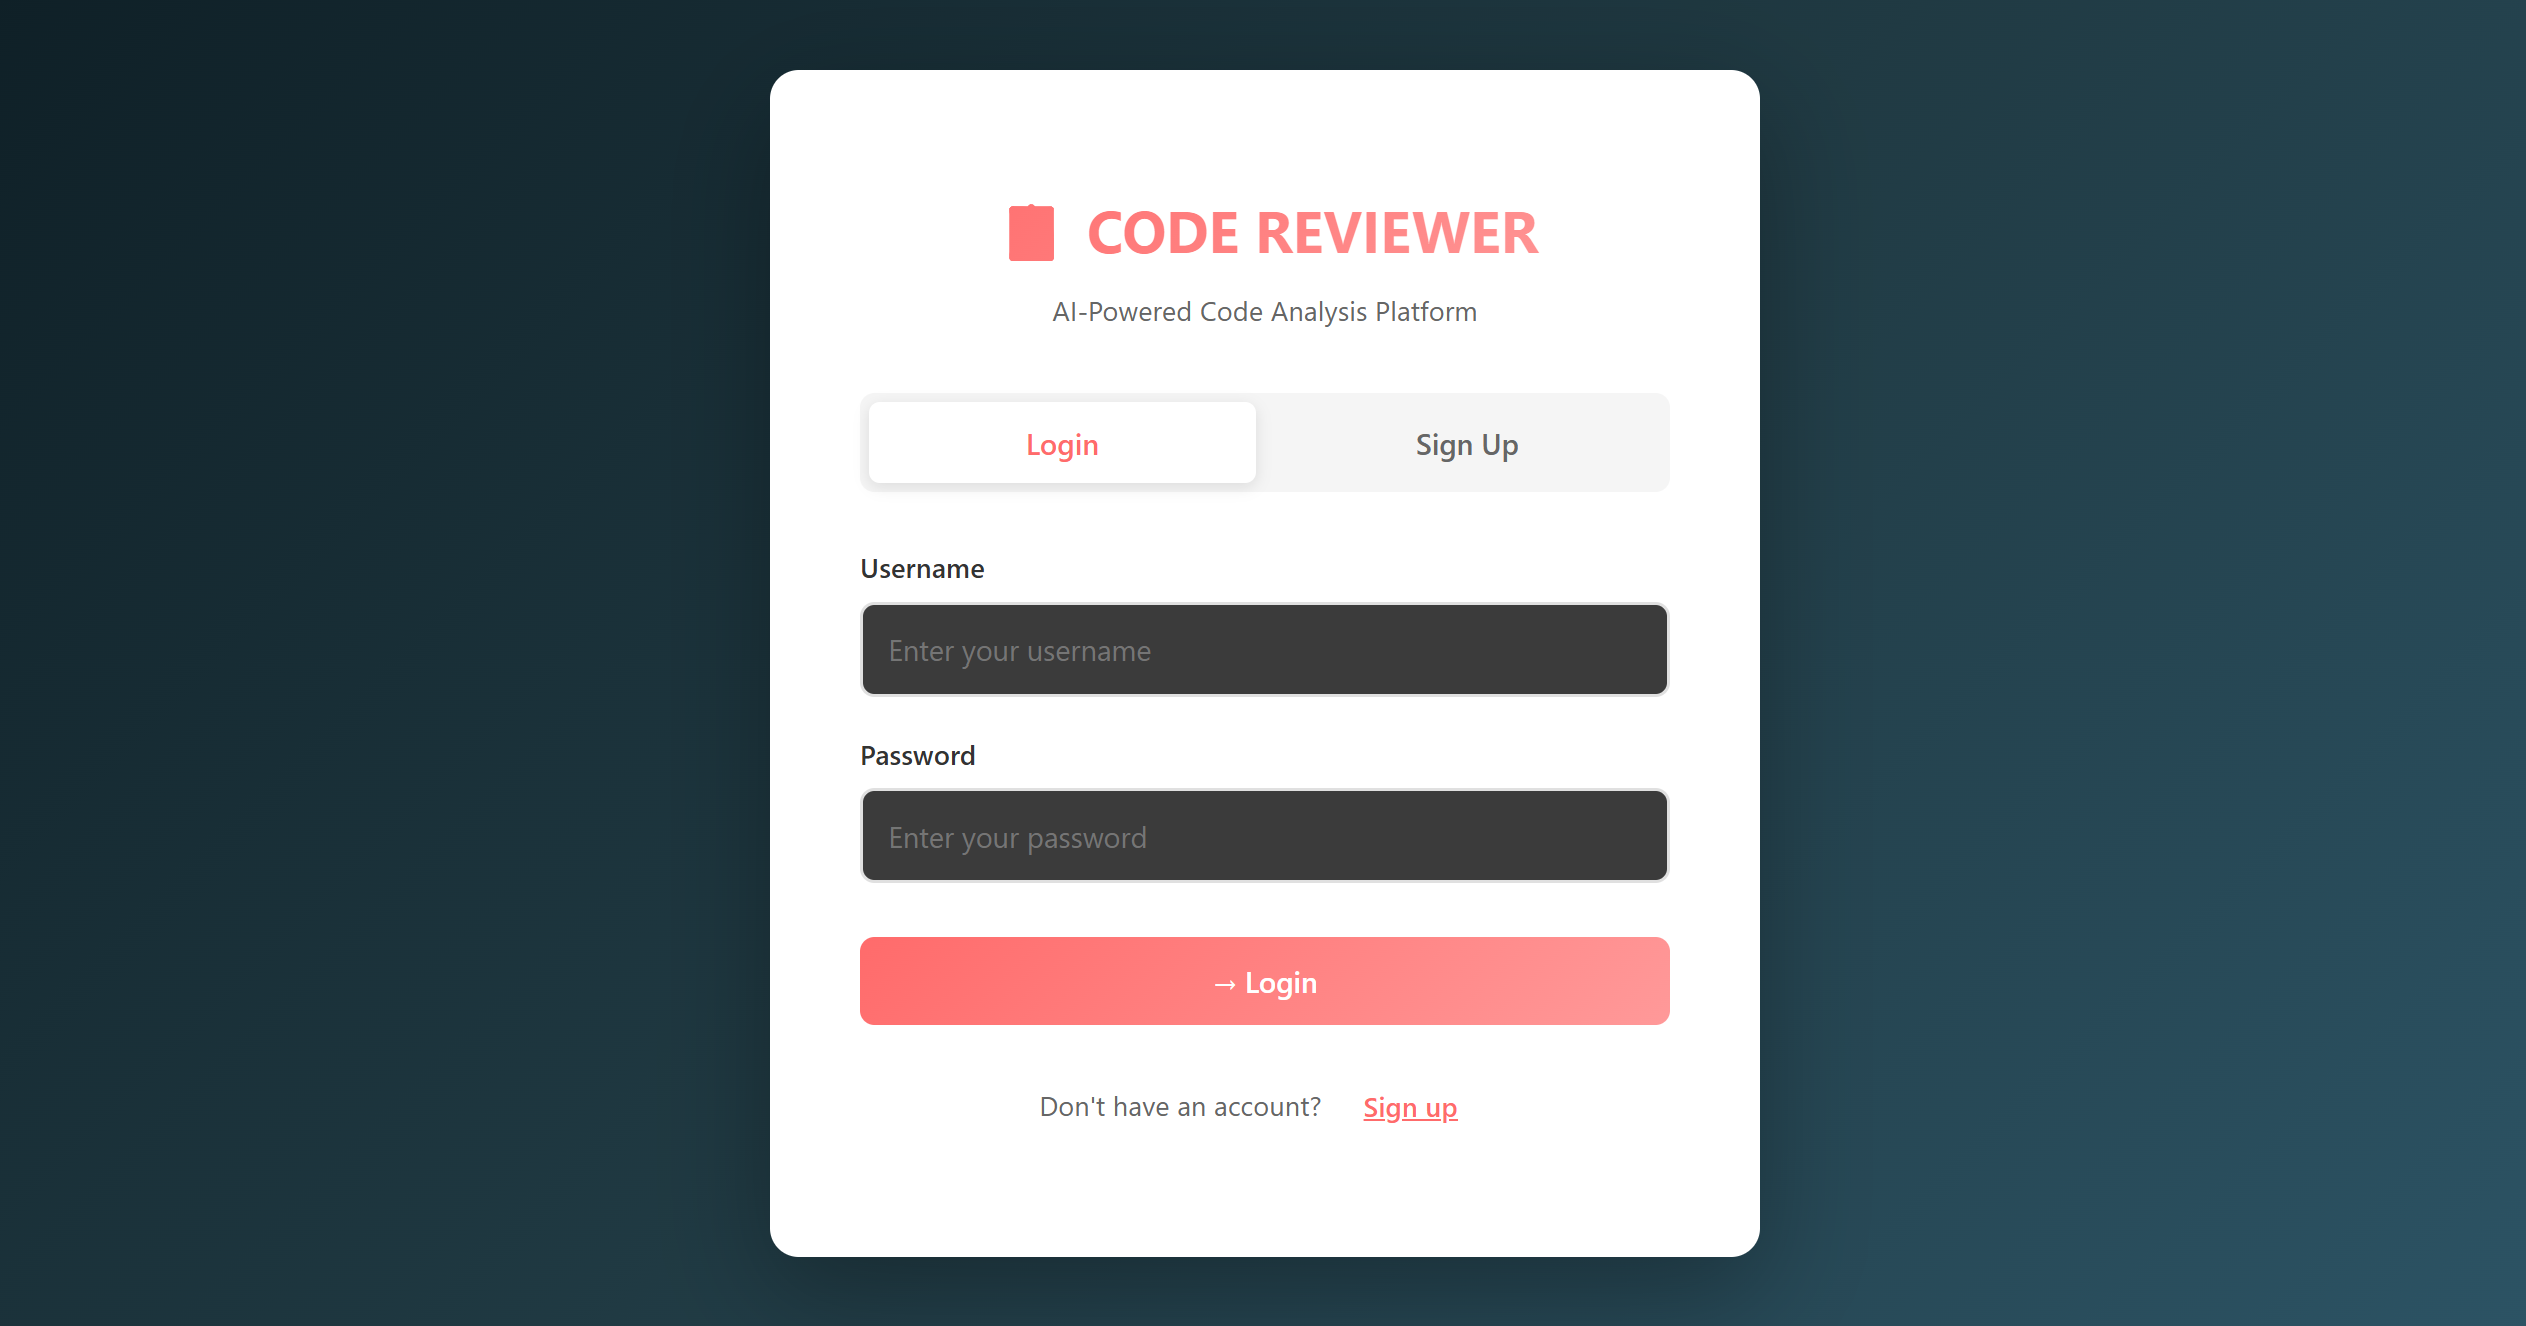 CODE REVIEWER
AI-Powered Code Analysis Platform
Login Sign Up
Username
Enter your username
Password
Enter your password
→ Login
Don't have an account? Sign up